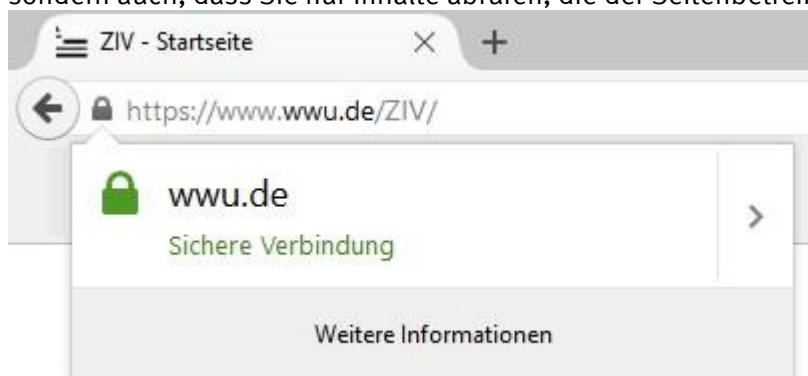 sondern auch, dass Sie nur Inhalte abrufen, die der Seitenbetreib
ZIV - Startseite
https://www.wwu.de/ZIV/
wwu.de
Sichere Verbindung
Weitere Informationen